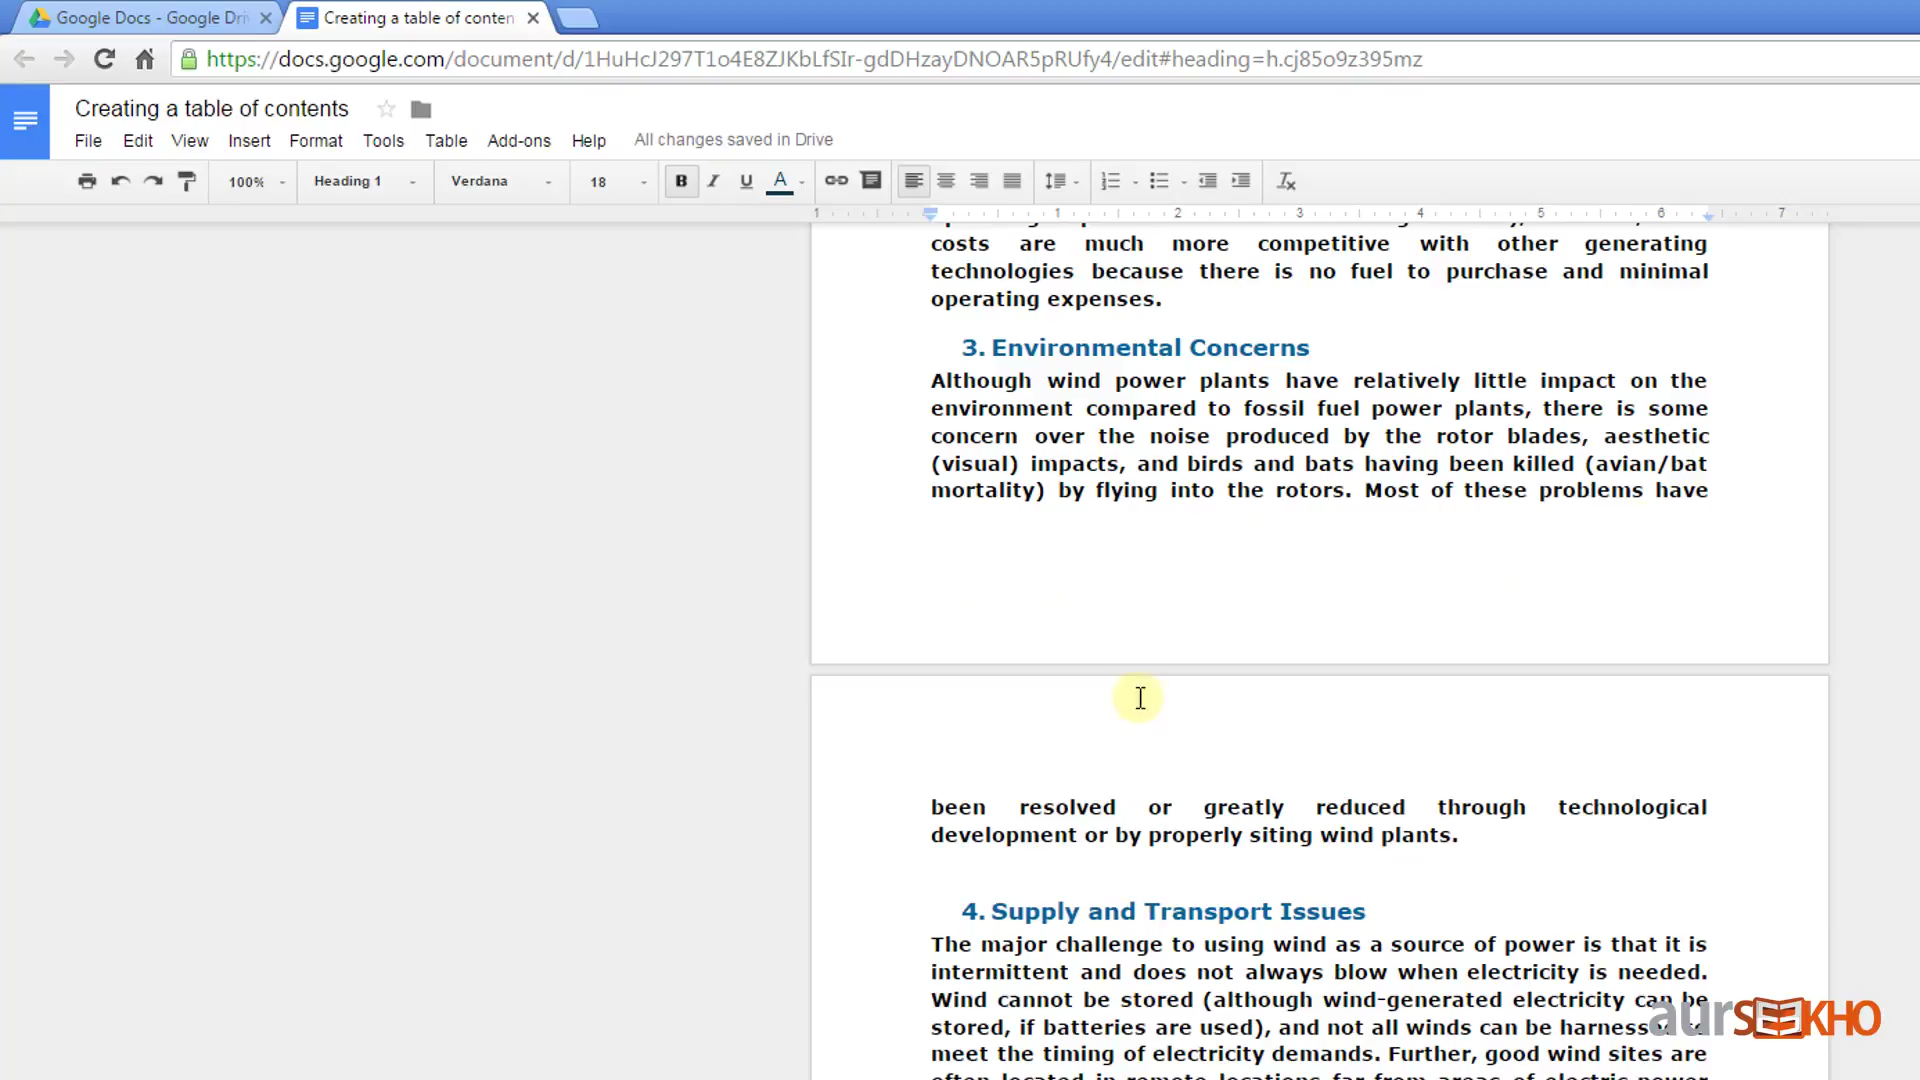 Google Docs - Google Dri
Creating a table of conten
https://docs.google.com/document/d/1HuHcJ297T1o4E8ZJKbLfSIr-gdDHzayDNOAR5pRUfy4/edit#heading=h.cj85o9z395mz
Creating a table of contents
File Edit View Insert Format Tools Table Add-ons Help All changes saved in Drive
100% Heading 1 Verdana 18 B I U A
1 1 2 3 4 5 6 7
costs are much more competitive with other generating
technologies because there is no fuel to purchase and minimal
operating expenses.
3. Environmental Concerns
Although wind power plants have relatively little impact on the
environment compared to fossil fuel power plants, there is some
concern over the noise produced by the rotor blades, aesthetic
(visual) impacts, and birds and bats having been killed (avian/bat
mortality) by flying into the rotors. Most of these problems have
been resolved or greatly reduced through technological
development or by properly siting wind plants.
4. Supply and Transport Issues
The major challenge to using wind as a source of power is that it is
intermittent and does not always blow when electricity is needed.
Wind cannot be stored (although wind-generated electricity can be
stored, if batteries are used), and not all winds can be harnessed to
meet the timing of electricity demands. Further, good wind sites are
often located in remote locations far from areas of electric power
aurSEKHO